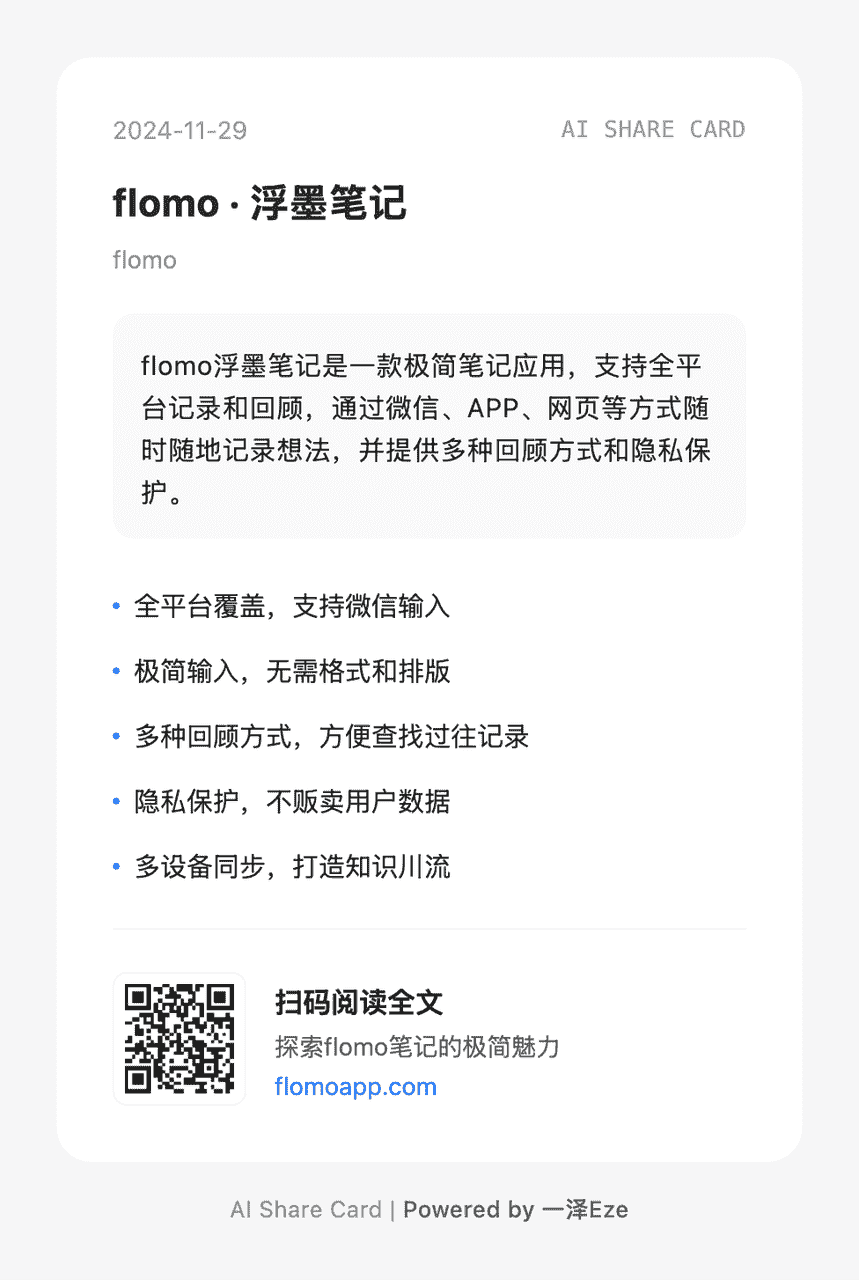 2024-11-29
AI SHARE CARD
flomo · 浮墨笔记
flomo
flomo浮墨笔记是一款极简笔记应用，支持全平
台记录和回顾，通过微信、APP、网页等方式随
时随地记录想法，并提供多种回顾方式和隐私保
护。
• 全平台覆盖，支持微信输入
• 极简输入，无需格式和排版
• 多种回顾方式，方便查找过往记录
• 隐私保护，不贩卖用户数据
• 多设备同步，打造知识川流
扫码阅读全文
探索flomo笔记的极简魅力
flomoapp.com
AI Share Card | Powered by 一泽Eze